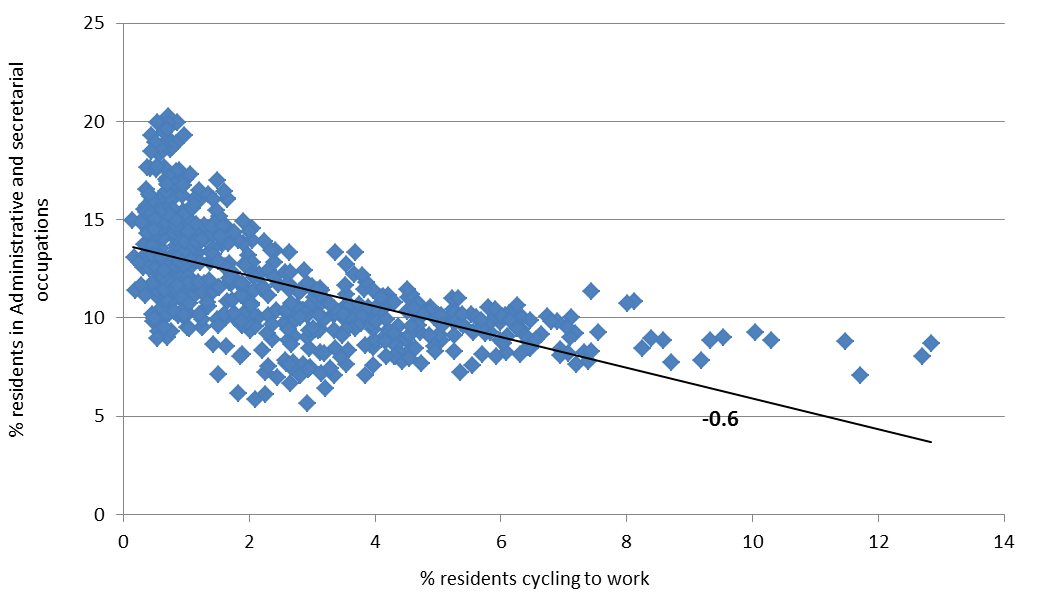 25
20
15
10
5
0
% residents in Administrative and secretarial
occupations
-0.6
0 2 4 6 8 10 12 14
% residents cycling to work